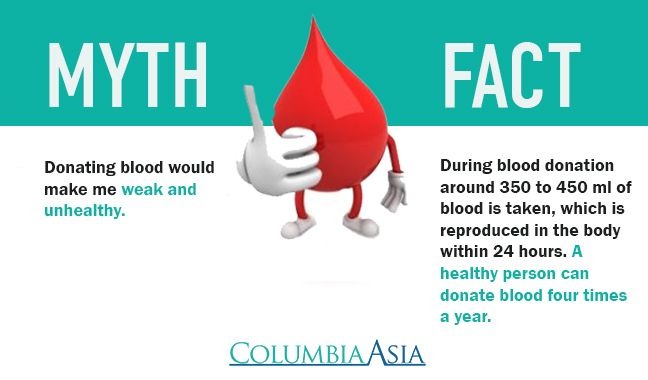 MYTH
Donating blood would
make me weak and
unhealthy.
FACT
During blood donation
around 350 to 450 ml of
blood is taken, which is
reproduced in the body
within 24 hours. A
healthy person can
donate blood four times
a year.
COLUMBIAASIA